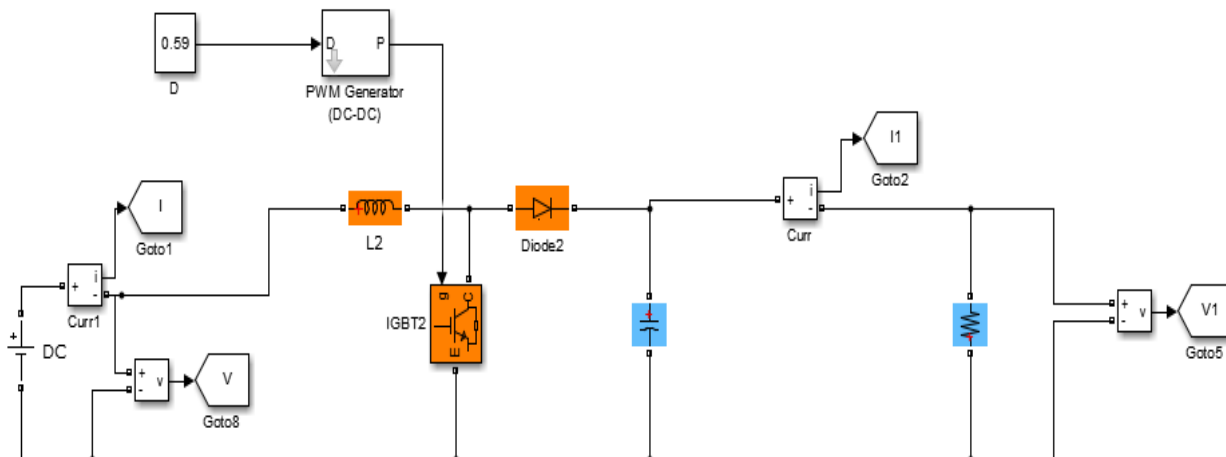 0.59
D
D
P
PWM Generator
(DC-DC)
I1
Goto2
I
Goto1
L2
Diode2
+
i
-
Curr
+
i
-
Curr1
g
C
E
IGBT2
+
DC
+
-
v
V
Goto8
+
-
v
V1
Goto5